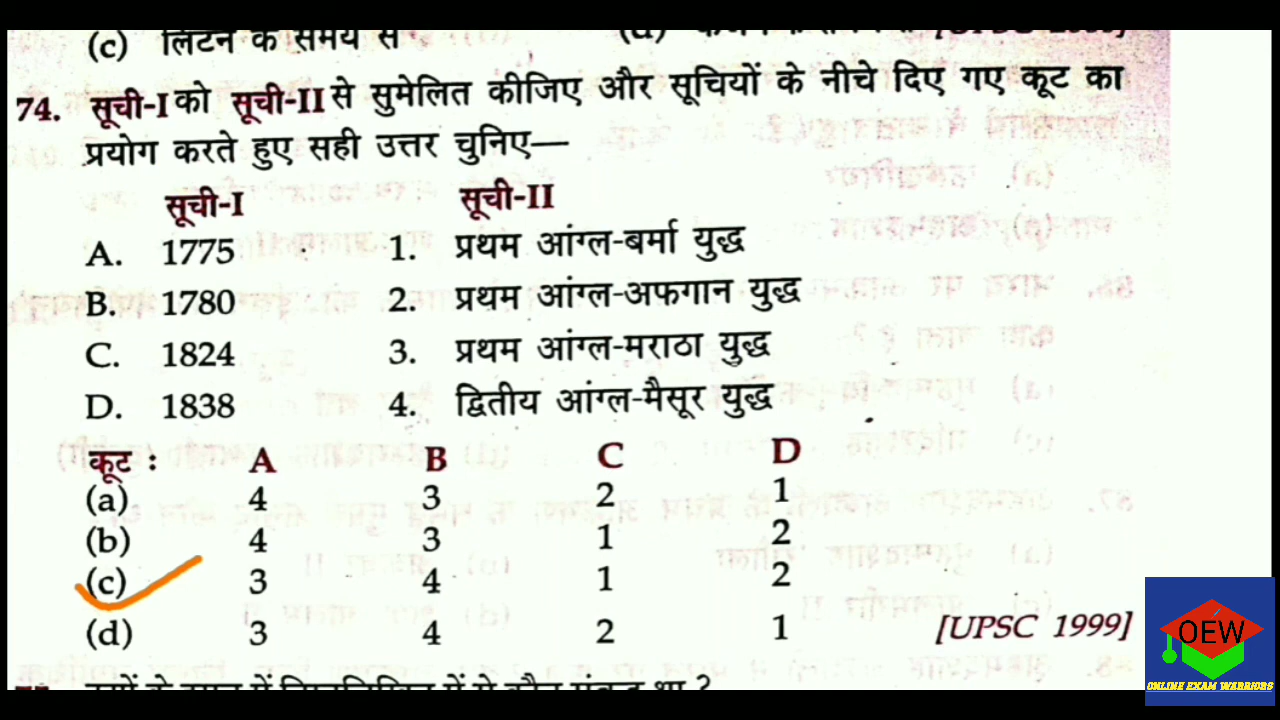 (c) लिटन के समय से
[UPSC 1999]
74. सूची-I को सूची-II से सुमेलित कीजिए और सूचियों के नीचे दिए गए कूट का
प्रयोग करते हुए सही उत्तर चुनिए—
सूची-I सूची-II
A. 1775 1. प्रथम आंग्ल-बर्मा युद्ध
B. 1780 2. प्रथम आंग्ल-अफगान युद्ध
C. 1824 3. प्रथम आंग्ल-मराठा युद्ध
D. 1838 4. द्वितीय आंग्ल-मैसूर युद्ध
कूट : A B C D
(a) 4 3 2 1
(b) 4 3 1 2
(c) 3 4 1 2
(d) 3 4 2 1 [UPSC 1999]
OEW
ONLINE EXAM WARRIORS